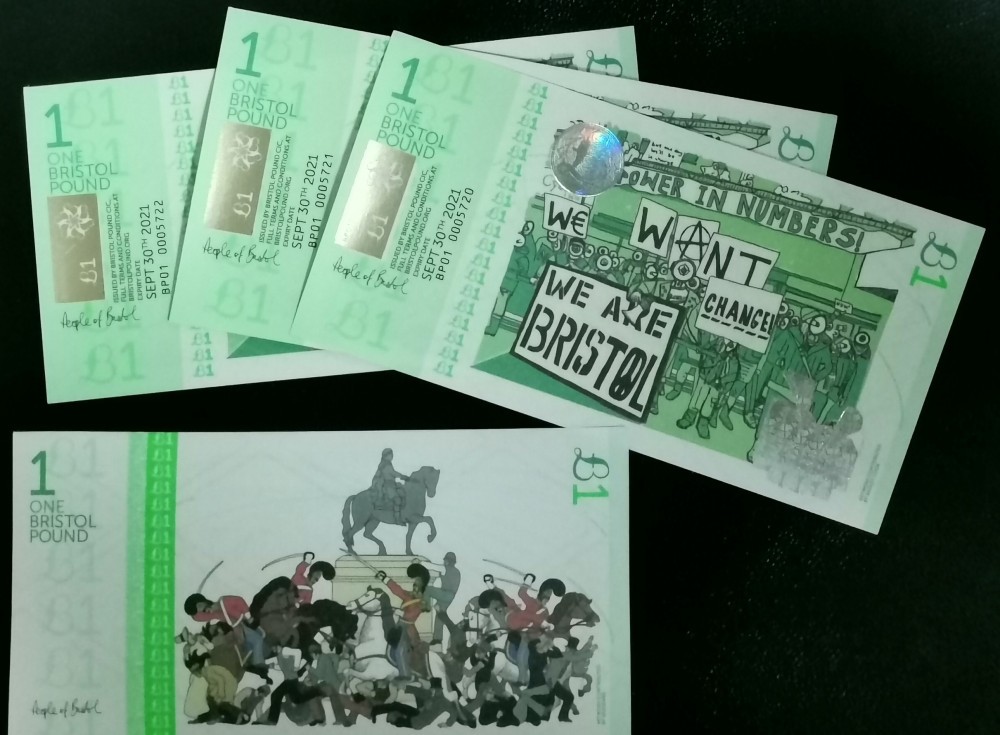 1
£1
ONE
BRISTOL
POUND
£1
ISSUED BY BRISTOL POUND CIC.
FULL TERMS AND CONDITIONS AT
BRISTOLPOUND.ORG
EXPIRY DATE
SEPT 30TH 2021
BP01 0005722
People of Bristol
£1
1
£1
ONE
BRISTOL
POUND
£1
ISSUED BY BRISTOL POUND CIC.
FULL TERMS AND CONDITIONS AT
BRISTOLPOUND.ORG
EXPIRY DATE
SEPT 30TH 2021
BP01 0005721
People of Bristol
£1
1
£1
ONE
BRISTOL
POUND
£1
ISSUED BY BRISTOL POUND CIC.
FULL TERMS AND CONDITIONS AT
BRISTOLPOUND.ORG
EXPIRY DATE
SEPT 30TH 2021
BP01 0005720
People of Bristol
£1
POWER IN NUMBERS!
W€ WANT
CHANGE!
WE ARE
BRISTOL
£1
1
£1
ONE
BRISTOL
POUND
£1
People of Bristol